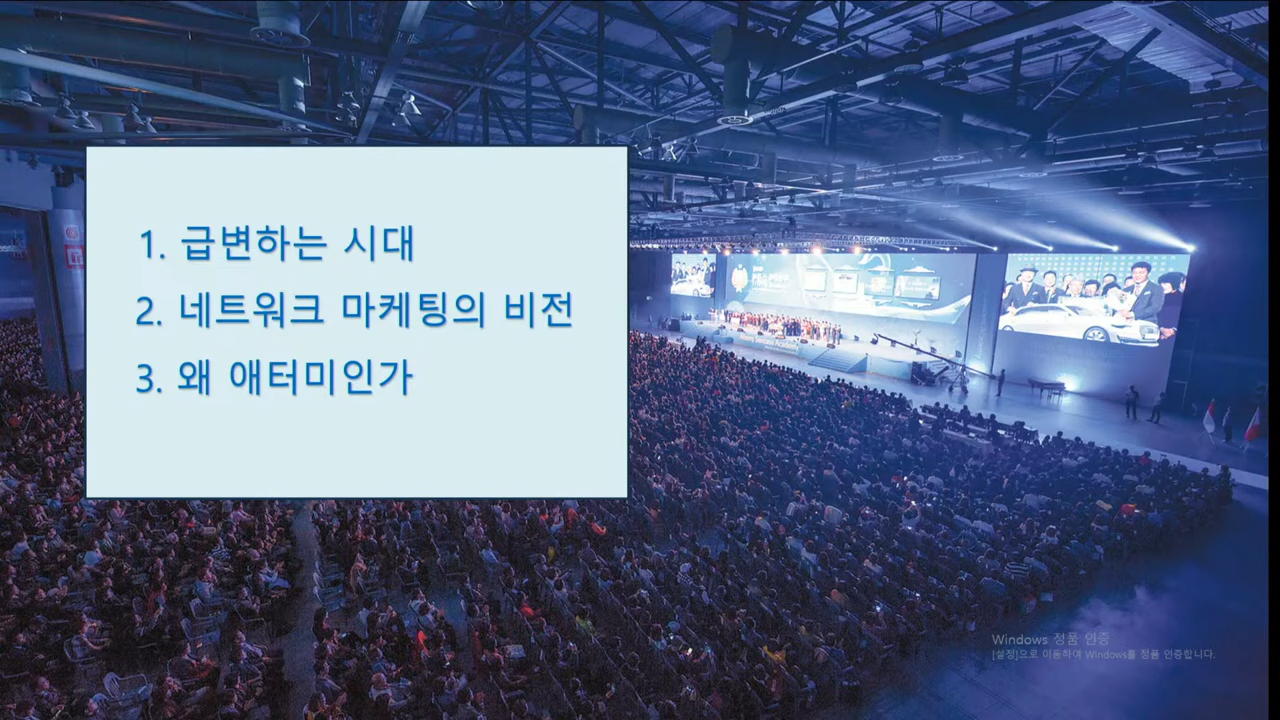 1. 급변하는 시대
2. 네트워크 마케팅의 비전
3. 왜 애터미인가
Windows 정품 인증
[설정]으로 이동하여 Windows를 정품 인증합니다.